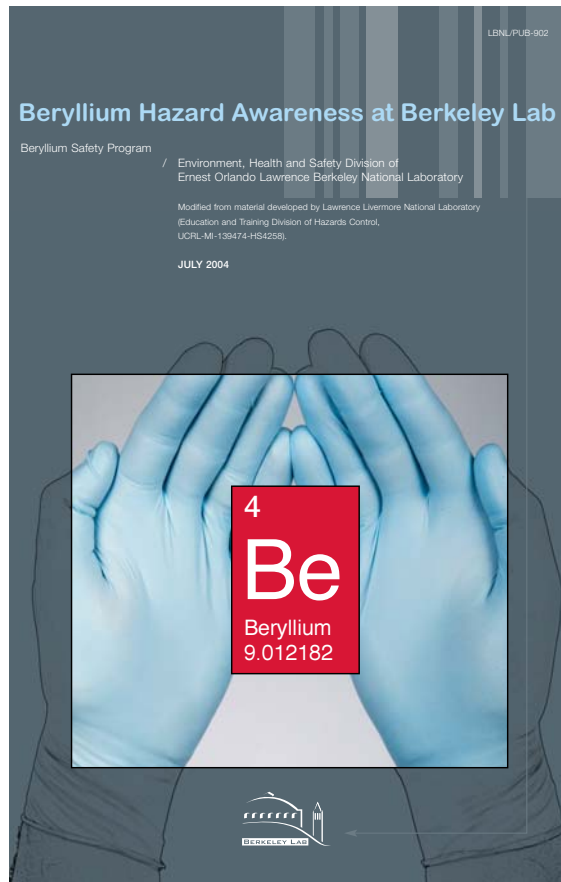 LBNL/PUB-902
Beryllium Hazard Awareness at Berkeley Lab
Beryllium Safety Program
/ Environment, Health and Safety Division of
Ernest Orlando Lawrence Berkeley National Laboratory
Modified from material developed by Lawrence Livermore National Laboratory
(Education and Training Division of Hazards Control,
UCRL-MI-139474-HS4258).
JULY 2004
4
Be
Beryllium
9.012182
BERKELEY LAB